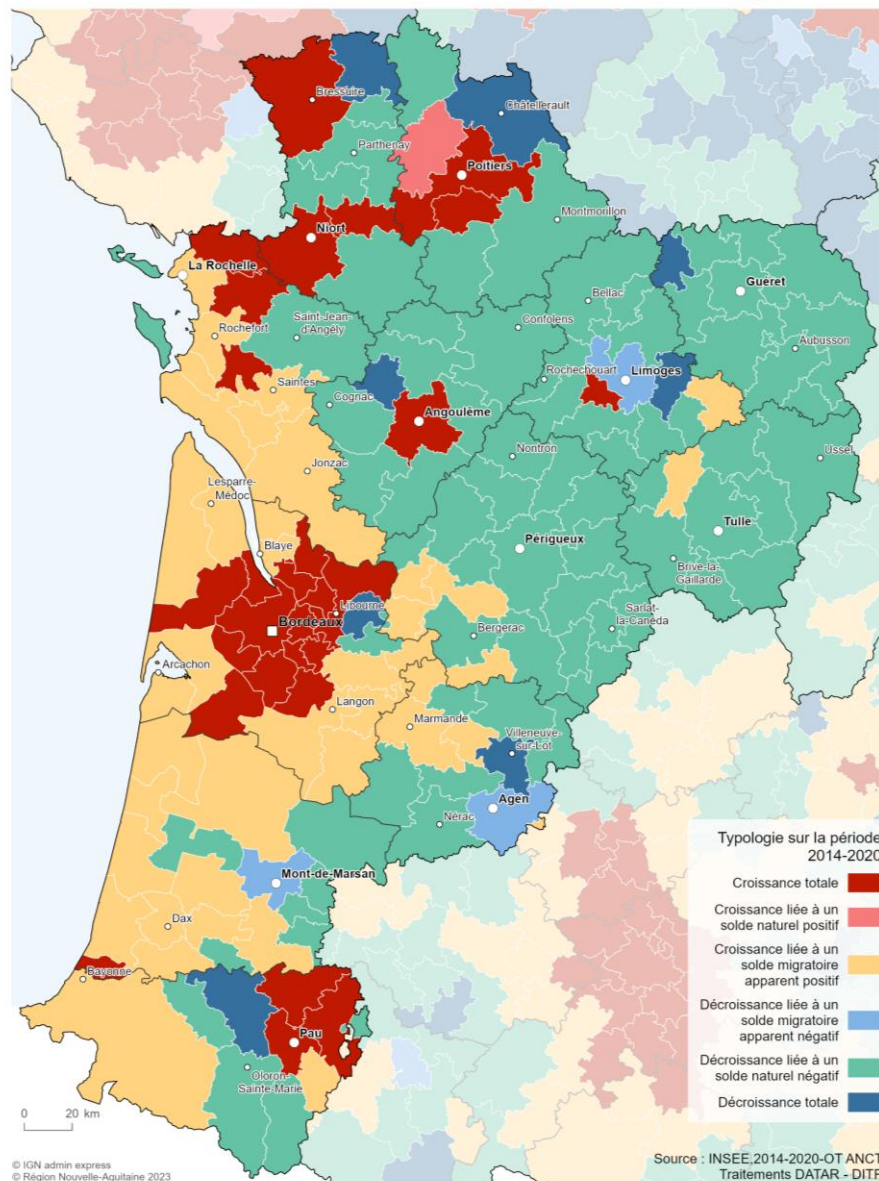 Bressuire
Châtellerault
Parthenay
Poitiers
Montmorillon
Niort
La Rochelle
Guéret
Bellac
Rochefort
Saint-Jean-
d'Angély
Confolens
Aubusson
Rochechouart
Limoges
Saintes
Cognac
Angoulême
Nontron
Ussel
Jonzac
Lesparre-
Médoc
Tulle
Périgueux
Blaye
Brive-la-
Gaillarde
Libourne
Bordeaux
Sarlat-
la-Canéda
Bergerac
Arcachon
Langon
Marmande
Villeneuve-
sur-Lot
Agen
Nérac
Mont-de-Marsan
Dax
Bayonne
Pau
Oloron-
Sainte-Marie
Typologie sur la période
2014-2020
Croissance totale
Croissance liée à un
solde naturel positif
Croissance liée à un
solde migratoire
apparent positif
Décroissance liée à un
solde migratoire
apparent négatif
Décroissance liée à un
solde naturel négatif
Décroissance totale
0 20 km
© IGN admin express
© Région Nouvelle-Aquitaine 2023
Source : INSEE 2014-2020-OT ANCT
Traitements DATAR - DITP